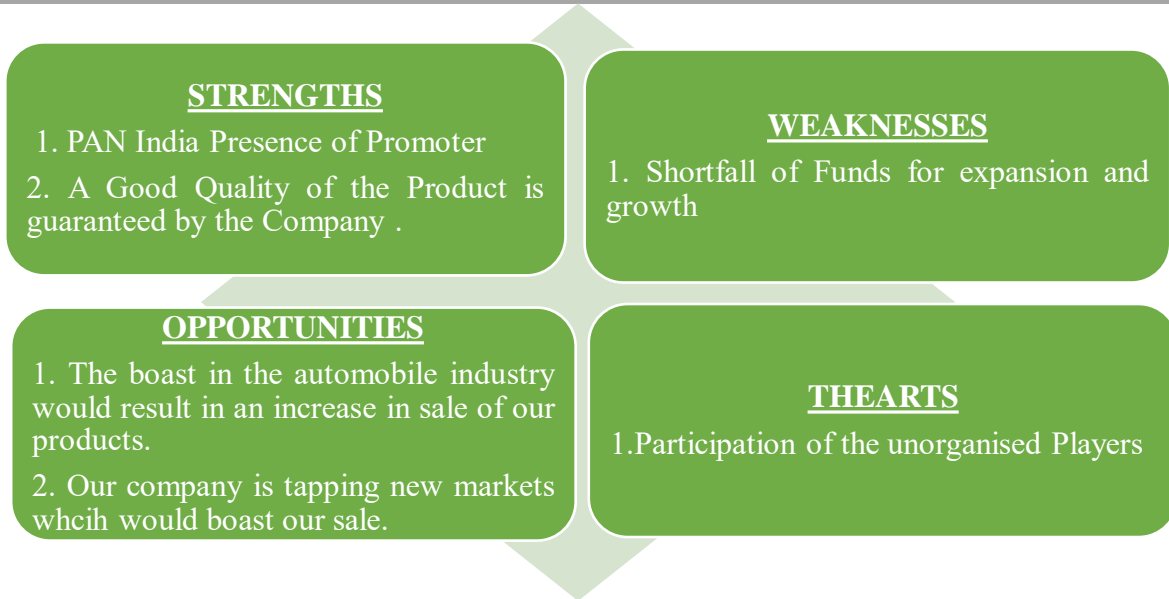 STRENGTHS
1. PAN India Presence of Promoter
2. A Good Quality of the Product is
guaranteed by the Company .
WEAKNESSES
1. Shortfall of Funds for expansion and
growth
OPPORTUNITIES
1. The boast in the automobile industry
would result in an increase in sale of our
products.
2. Our company is tapping new markets
whcih would boast our sale.
THEARTS
1.Participation of the unorganised Players